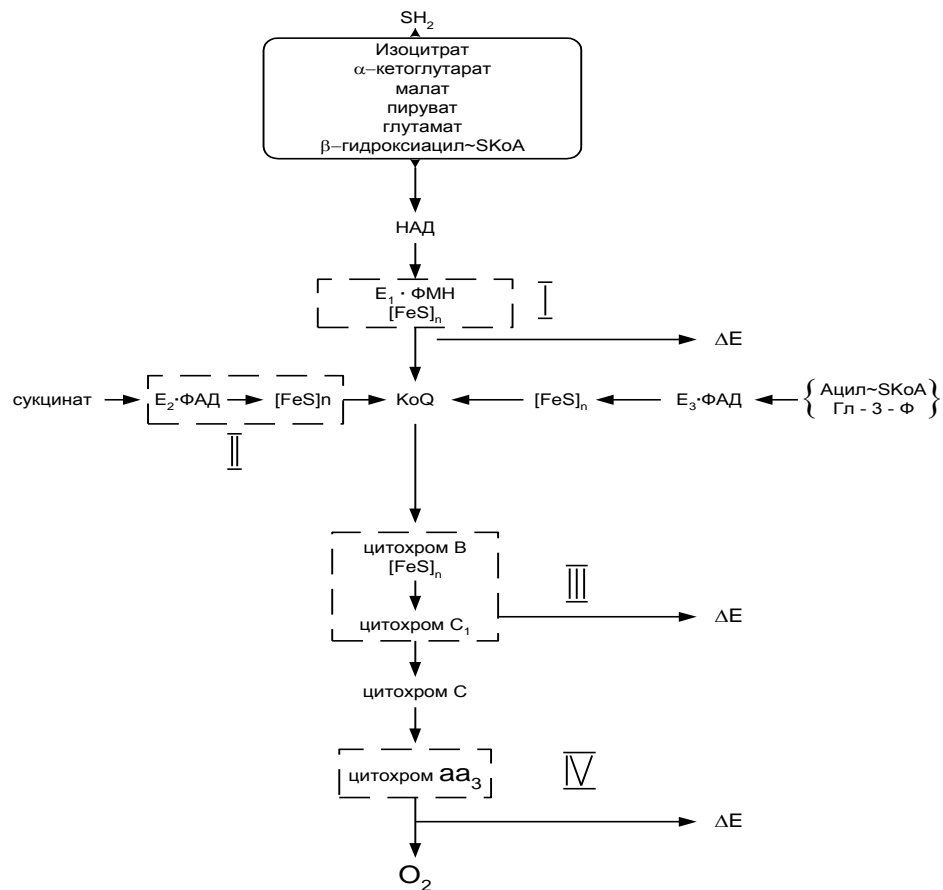 SH₂
Изоцитрат
α–кетоглутарат
малат
пируват
глутамат
β–гидроксиацил~SKoA
НАД
E₁ · ФМН
[FeS]ₙ
I
ΔE
сукцинат
E₂·ФАД
[FeS]n
KoQ
[FeS]ₙ
E₃·ФАД
Ацил~SKoA
Гл - 3 - Ф
II
цитохром B
[FeS]ₙ
III
цитохром C₁
ΔE
цитохром C
цитохром aa₃
IV
ΔE
O₂